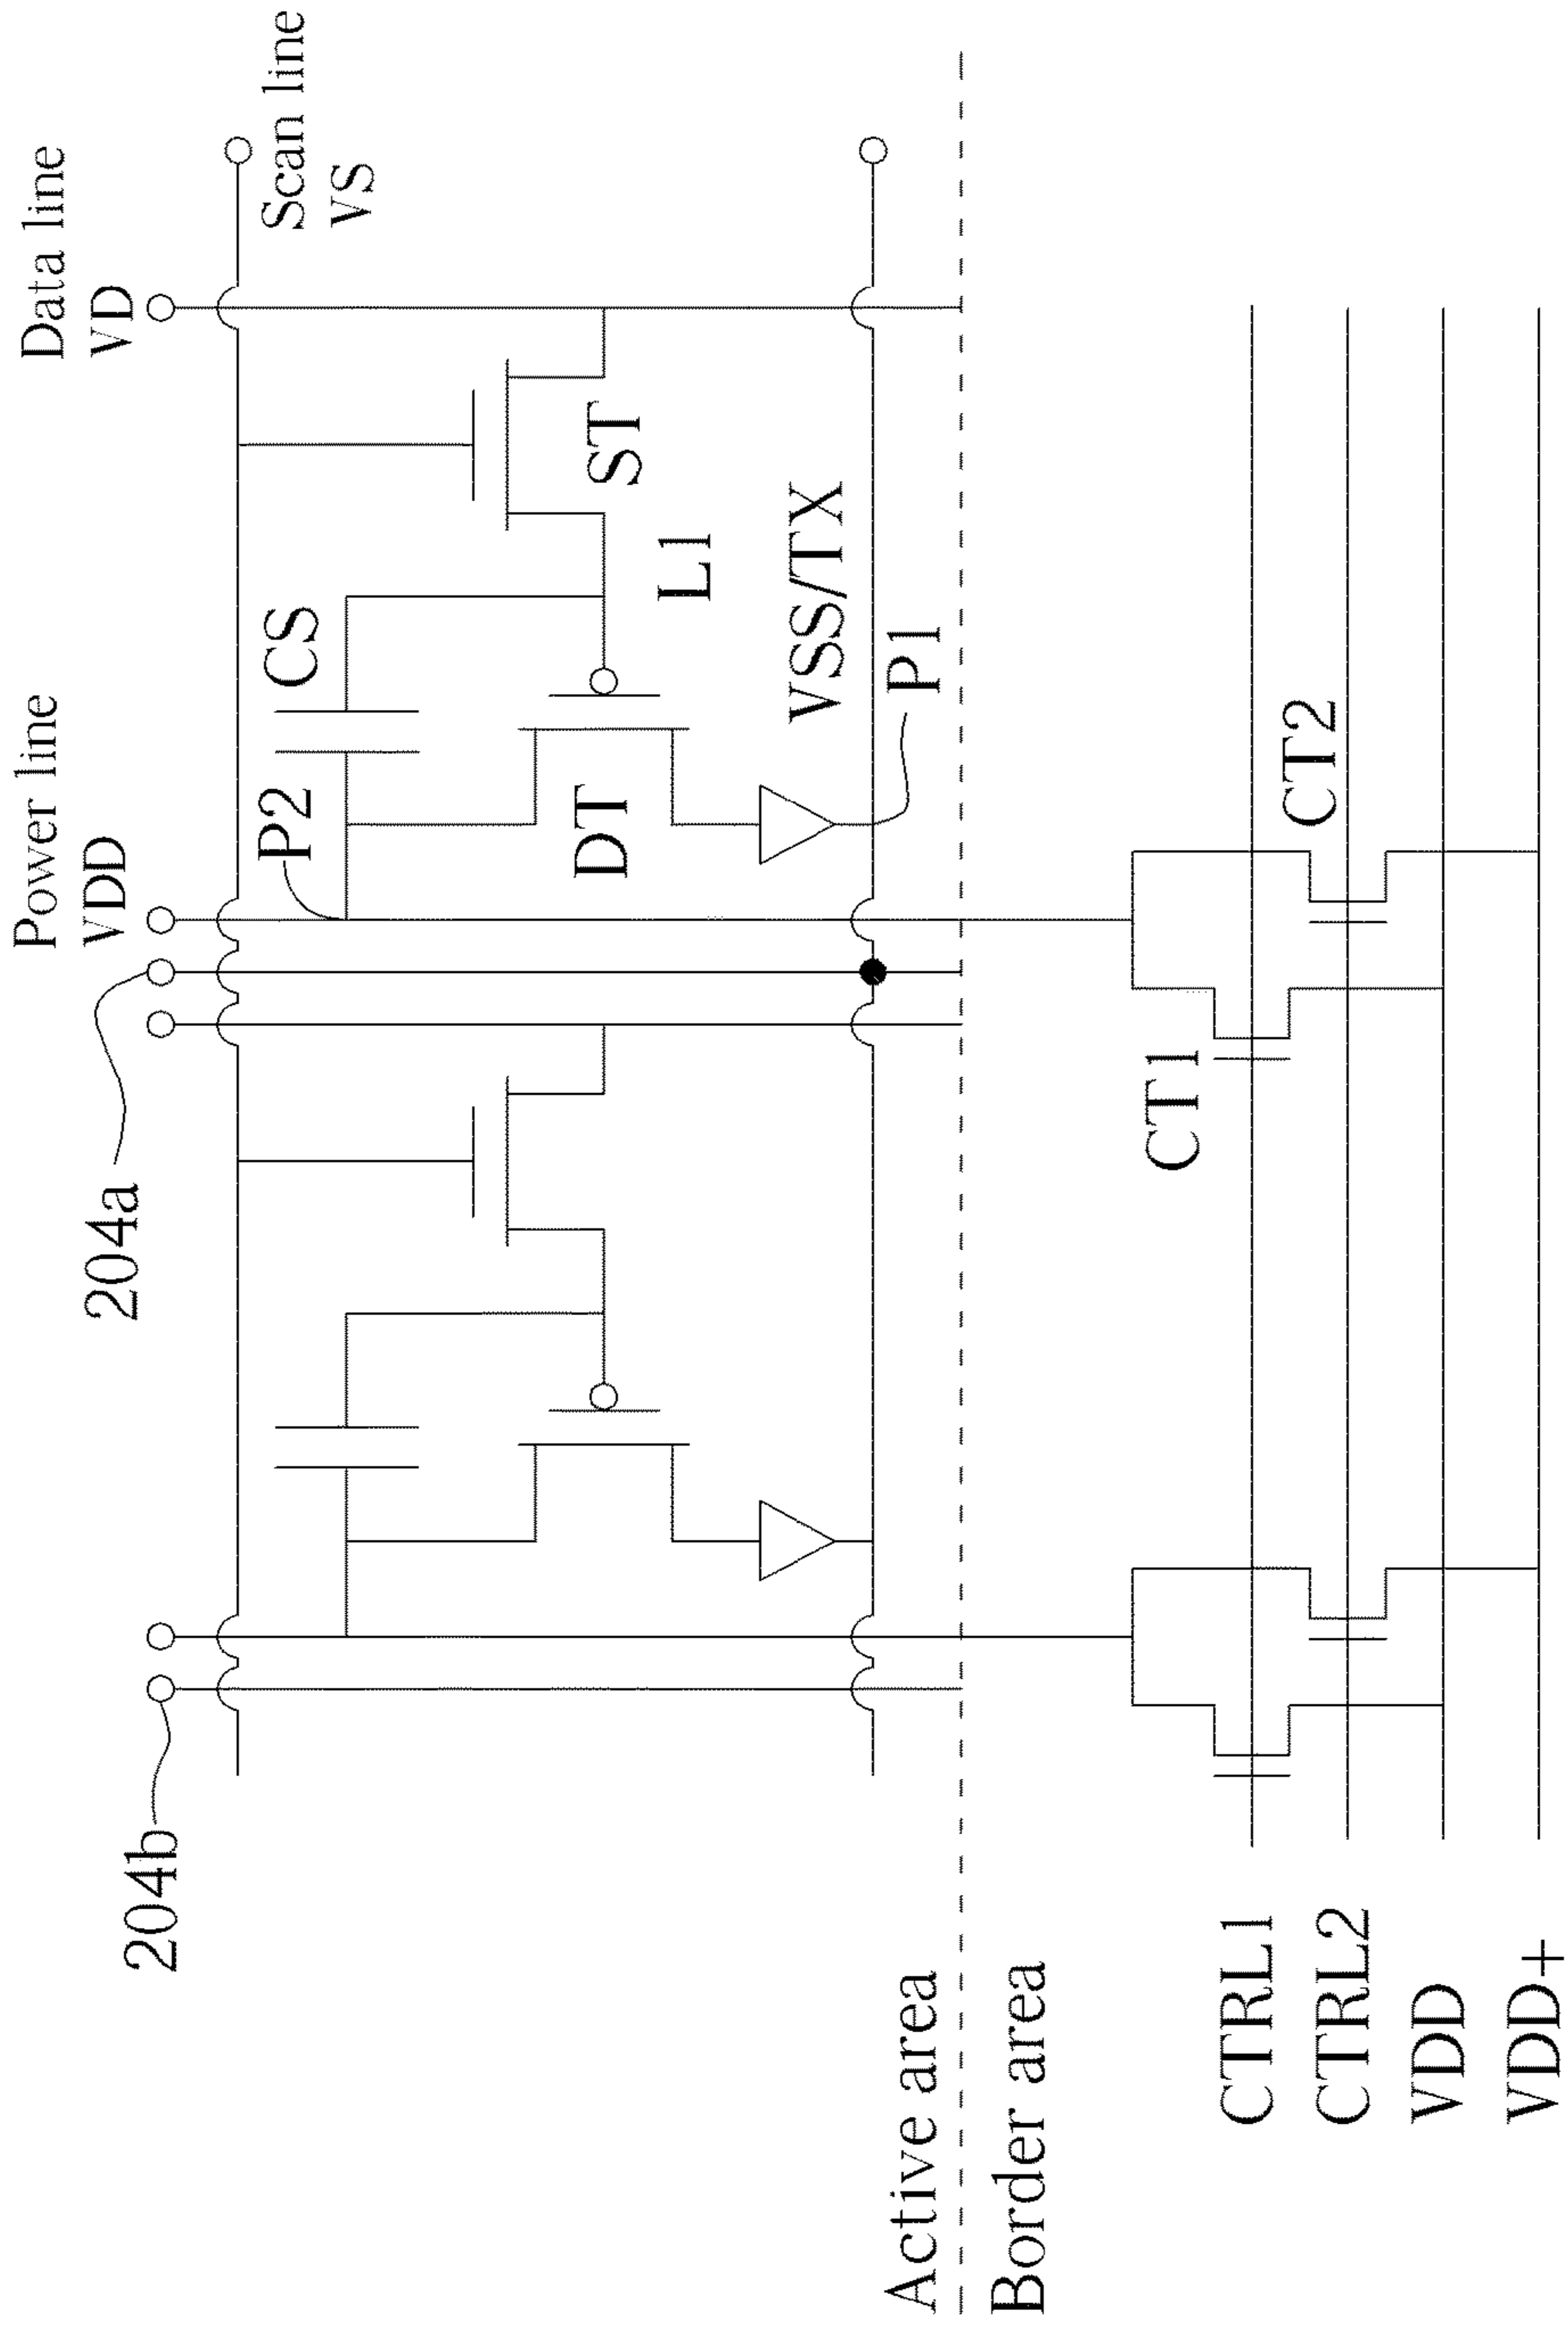 Power line
VDD
Data line
VD
Scan line
VS
204b
204a
P2
CS
DT
L1
ST
VSS/TX
P1
Active area
Border area
CT1
CT2
CTRL1
CTRL2
VDD
VDD+